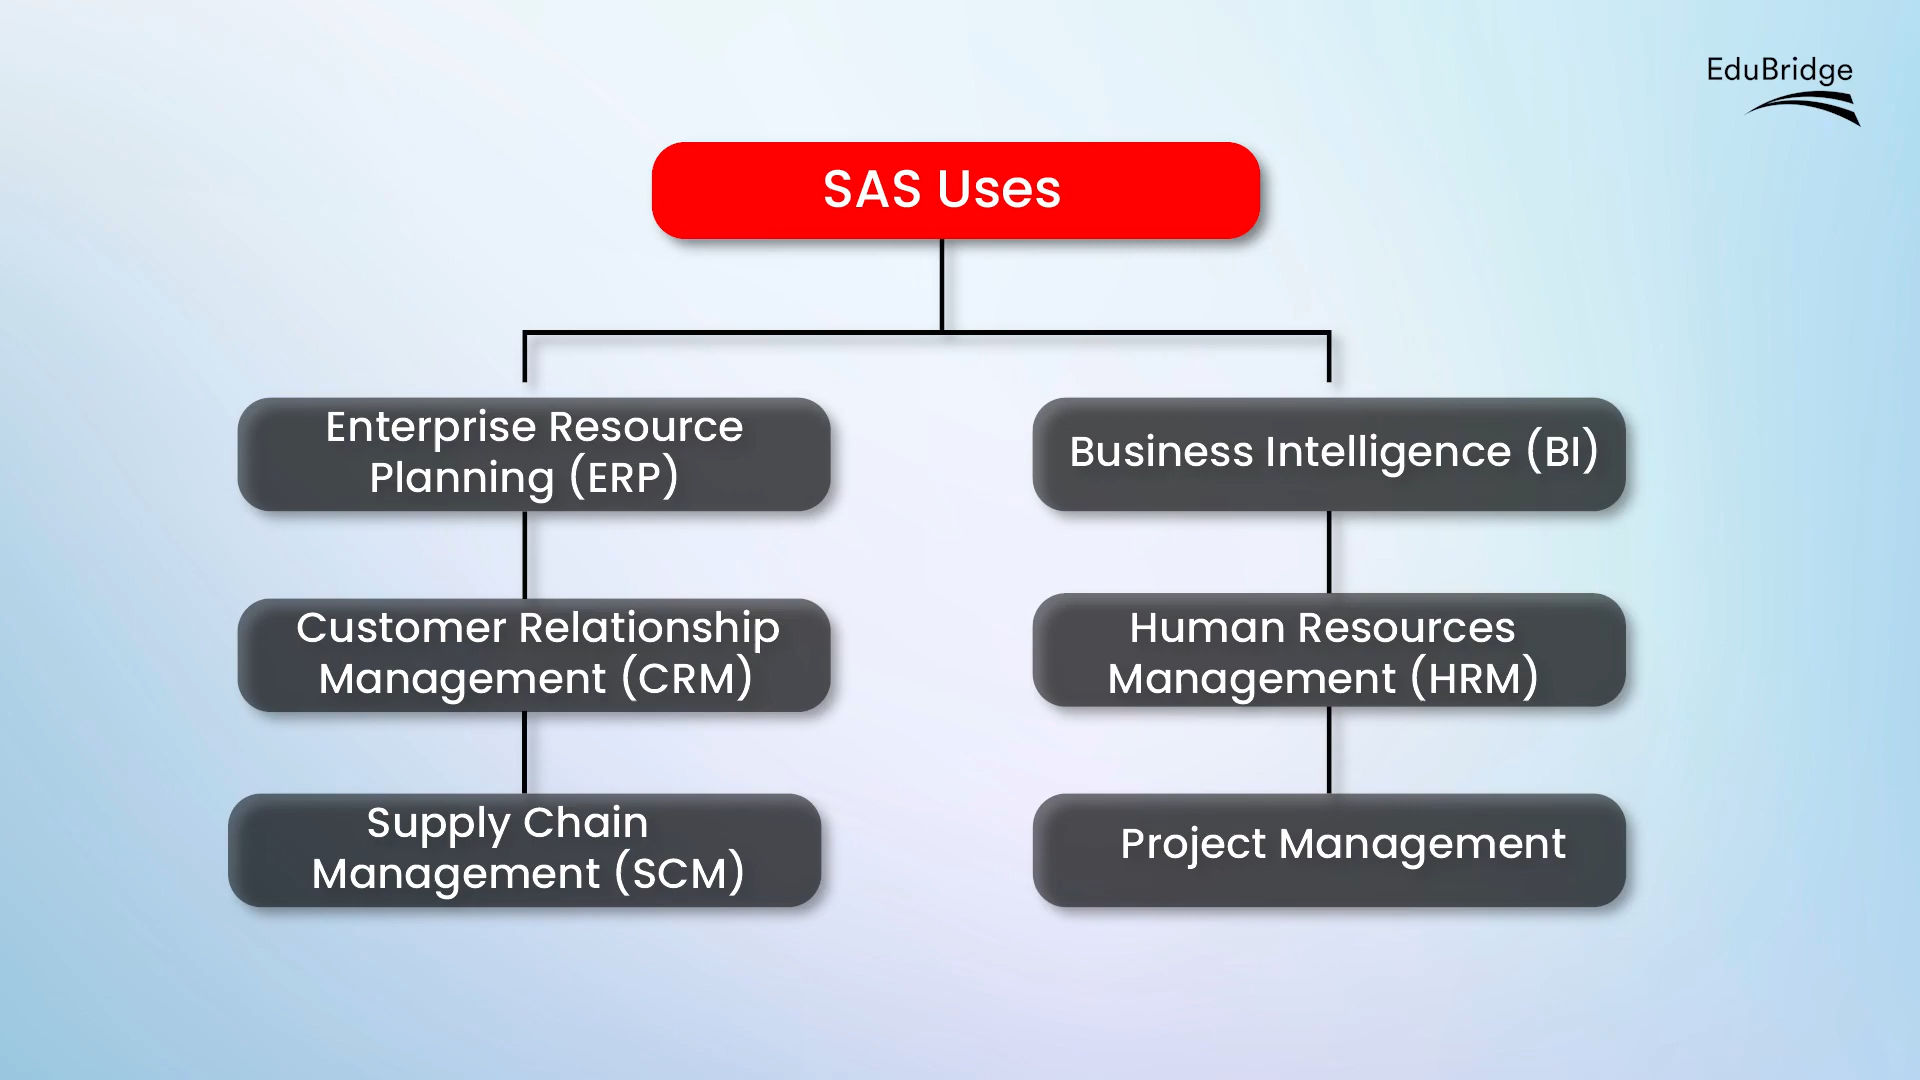 EduBridge
SAS Uses
Enterprise Resource
Planning (ERP)
Customer Relationship
Management (CRM)
Supply Chain
Management (SCM)
Business Intelligence (BI)
Human Resources
Management (HRM)
Project Management